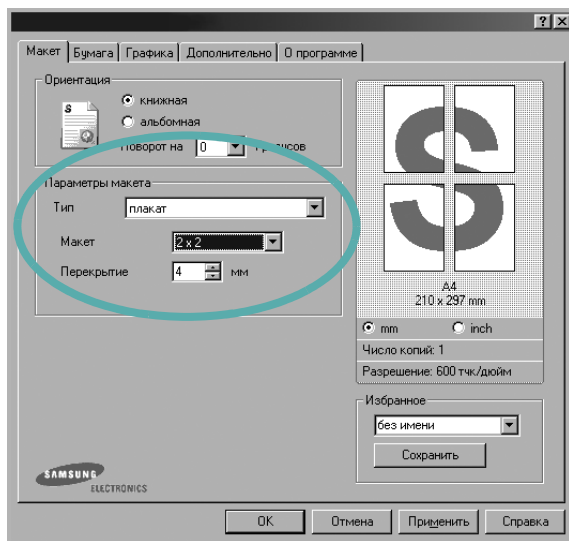 ? ×
Макет Бумага Графика Дополнительно О программе
Ориентация
S
книжная
альбомная
Поворот на 0 градусов
Параметры макета
Тип плакат
Макет 2 x 2
Перекрытие 4 мм
S
A4
210 x 297 mm
mm inch
Число копий: 1
Разрешение: 600 тчк/дюйм
Избранное
без имени
Сохранить
SAMSUNG
ELECTRONICS
OK Отмена Применить Справка